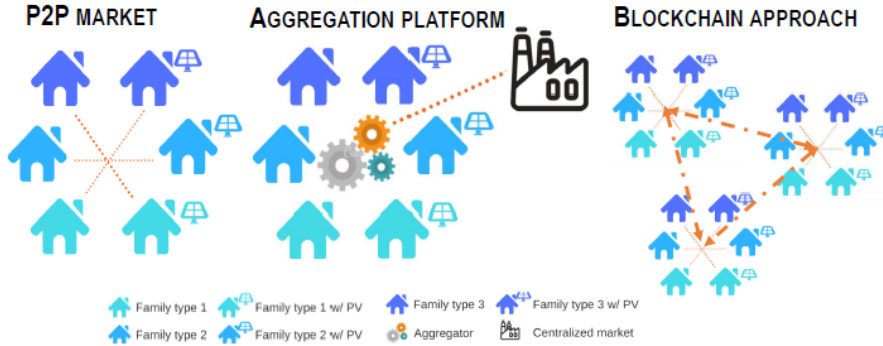 P2P MARKET
AGGREGATION PLATFORM
BLOCKCHAIN APPROACH
Family type 1
Family type 1 w/ PV
Family type 3
Family type 3 w/ PV
Family type 2
Family type 2 w/ PV
Aggregator
Centralized market